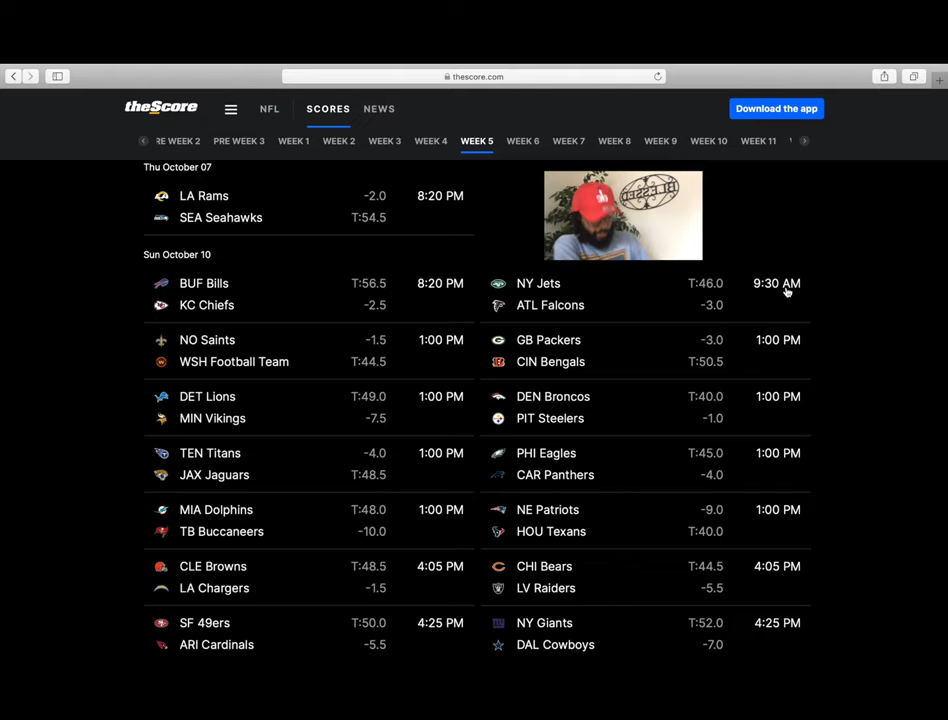 thescore.com
theScore NFL SCORES NEWS Download the app
RE WEEK 2 PRE WEEK 3 WEEK 1 WEEK 2 WEEK 3 WEEK 4 WEEK 5 WEEK 6 WEEK 7 WEEK 8 WEEK 9 WEEK 10 WEEK 11
Thu October 07
LA Rams -2.0 8:20 PM
SEA Seahawks T:54.5
BLESSED
Sun October 10
BUF Bills T:56.5 8:20 PM
KC Chiefs -2.5
NY Jets T:46.0 9:30 AM
ATL Falcons -3.0
NO Saints -1.5 1:00 PM
WSH Football Team T:44.5
GB Packers -3.0 1:00 PM
CIN Bengals T:50.5
DET Lions T:49.0 1:00 PM
MIN Vikings -7.5
DEN Broncos T:40.0 1:00 PM
PIT Steelers -1.0
TEN Titans -4.0 1:00 PM
JAX Jaguars T:48.5
PHI Eagles T:45.0 1:00 PM
CAR Panthers -4.0
MIA Dolphins T:48.0 1:00 PM
TB Buccaneers -10.0
NE Patriots -9.0 1:00 PM
HOU Texans T:40.0
CLE Browns T:48.5 4:05 PM
LA Chargers -1.5
CHI Bears T:44.5 4:05 PM
LV Raiders -5.5
SF 49ers T:50.0 4:25 PM
ARI Cardinals -5.5
NY Giants T:52.0 4:25 PM
DAL Cowboys -7.0